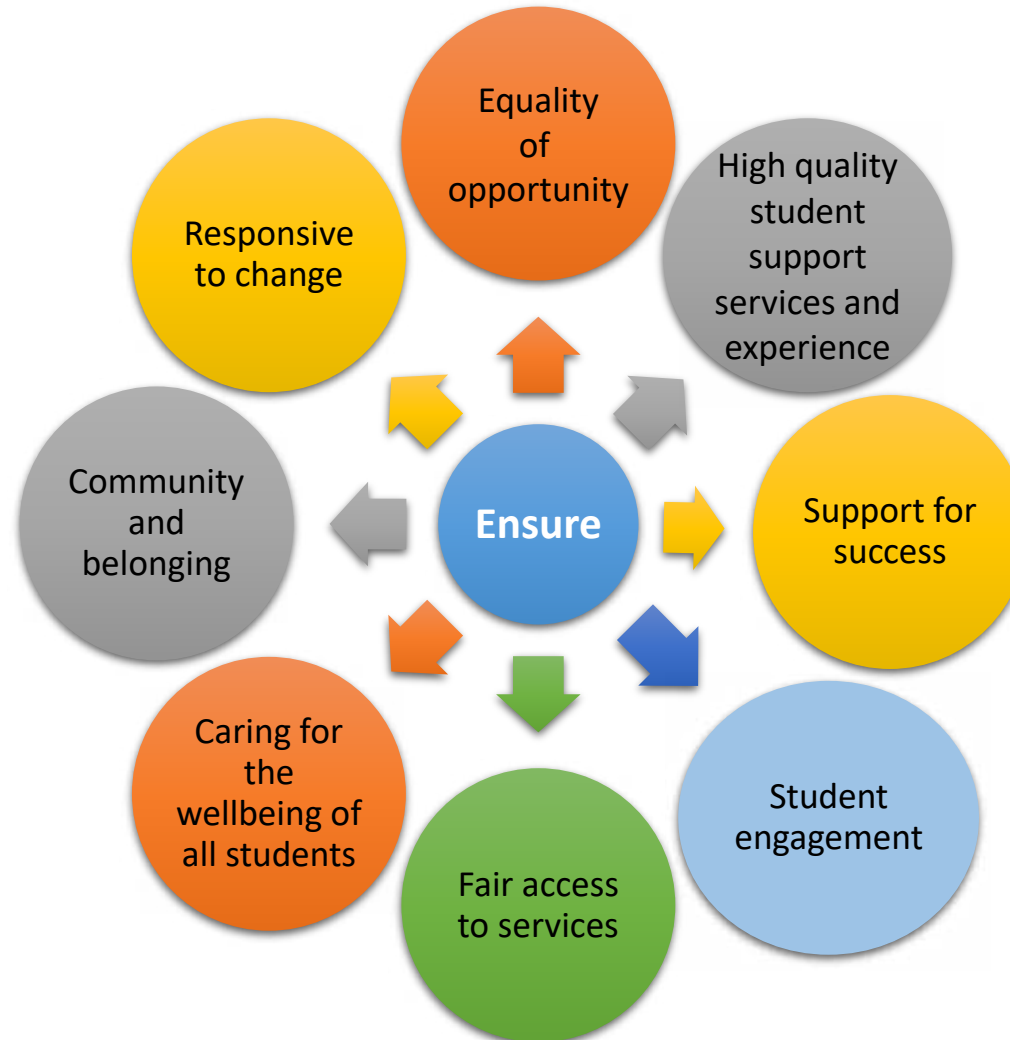 Equality
of
opportunity
High quality
student
support
services and
experience
Support for
success
Student
engagement
Fair access
to services
Caring for
the
wellbeing of
all students
Community
and
belonging
Responsive
to change
Ensure